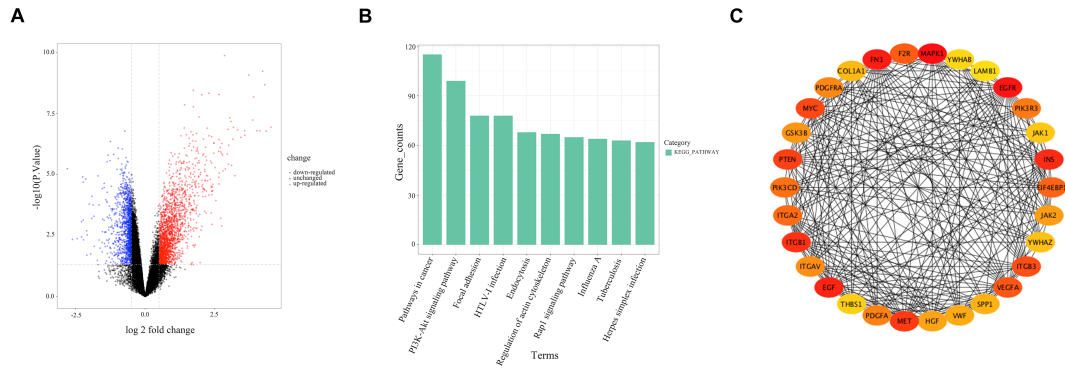 A
10.0
7.5
5.0
2.5
0.0
-log10(P.Value)
-2.5
0.0
2.5
log 2 fold change
change
down-regulated
unchanged
up-regulated
B
120
90
60
30
0
Gene_counts
Pathways in cancer
PI3K-Akt signaling pathway
Focal adhesion
HTLV-I infection
Endocytosis
Regulation of actin cytoskeleton
Rap1 signaling pathway
Influenza A
Tuberculosis
Herpes simplex infection
Terms
Category
KEGG_PATHWAY
C
MAPK1
YWHAB
LAMB1
EGFR
PIK3R3
JAK1
INS
EIF4EBP1
JAK2
YWHAZ
ITGB3
VEGFA
SPP1
VWF
HGF
MET
PDGFA
THBS1
EGF
ITGAV
ITGB1
ITGA2
PIK3CD
PTEN
GSK3B
MYC
PDGFRA
COL1A1
FN1
F2R